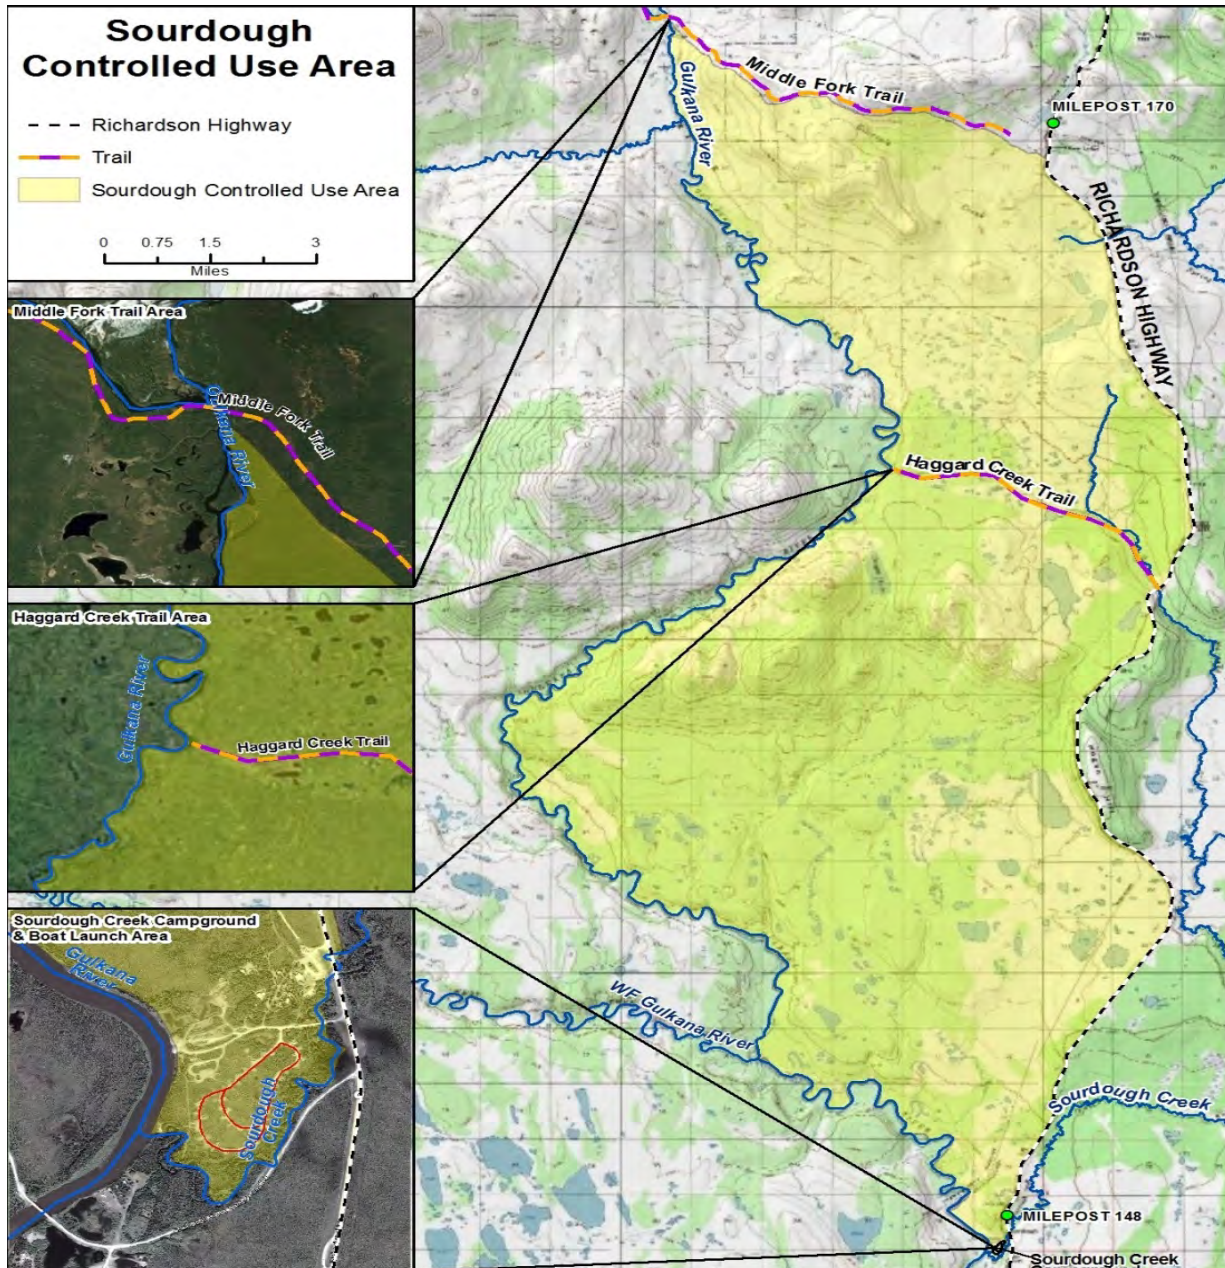 Sourdough
Controlled Use Area
Richardson Highway
Trail
Sourdough Controlled Use Area
0 0.75 1.5 3
Miles
Middle Fork Trail Area
Gulkana River
Middle Fork Trail
Haggard Creek Trail Area
Gulkana River
Haggard Creek Trail
Sourdough Creek Campground
& Boat Launch Area
Gulkana
River
Sourdough
Creek
Middle Fork Trail
Gulkana River
MILEPOST 170
RICHARDSON HIGHWAY
Haggard Creek Trail
WF Gulkana River
Sourdough Creek
MILEPOST 148
Sourdough Creek